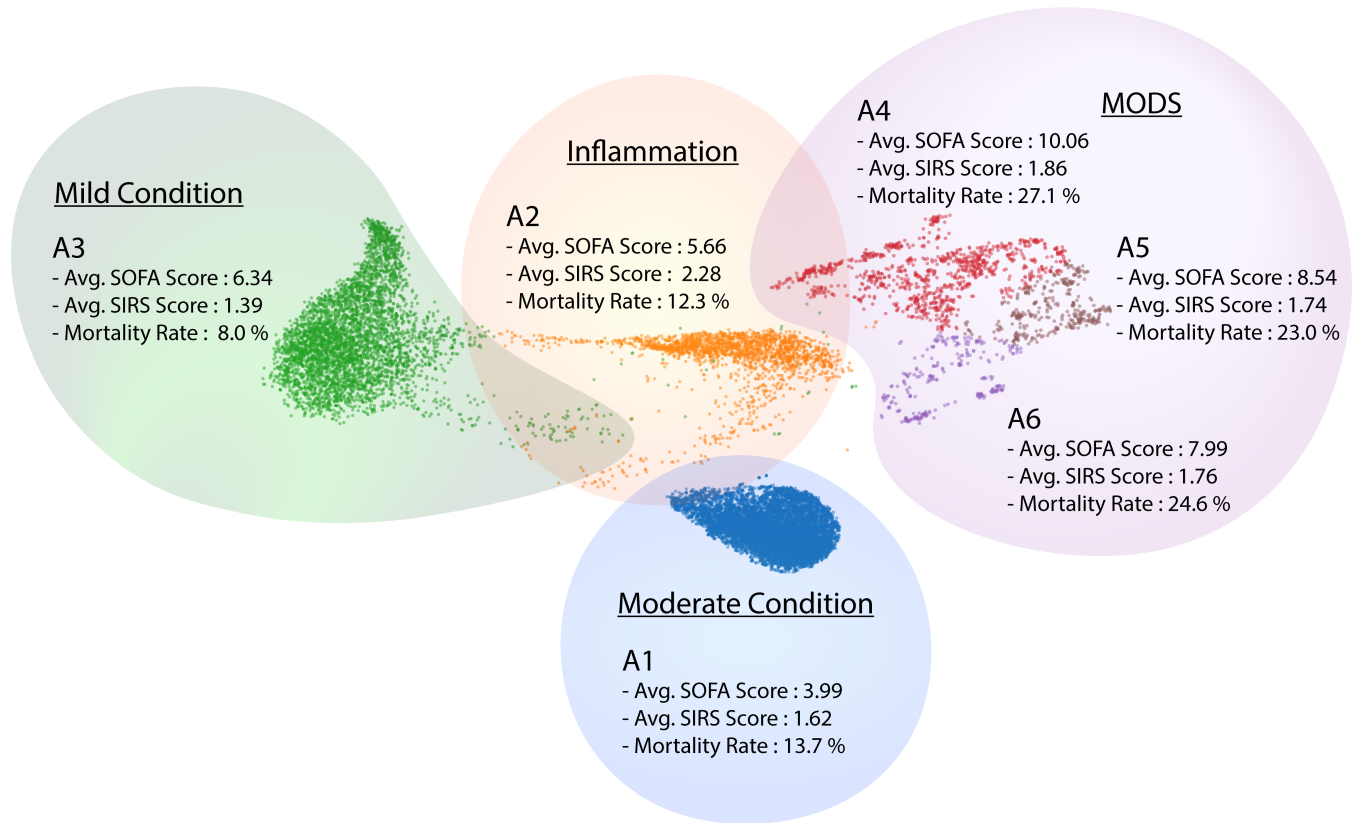 Mild Condition
A3
- Avg. SOFA Score : 6.34
- Avg. SIRS Score : 1.39
- Mortality Rate :  8.0 %
Inflammation
A2
- Avg. SOFA Score : 5.66
- Avg. SIRS Score :  2.28
- Mortality Rate : 12.3 %
MODS
A4
- Avg. SOFA Score : 10.06
- Avg. SIRS Score : 1.86
- Mortality Rate : 27.1 %
A5
- Avg. SOFA Score : 8.54
- Avg. SIRS Score : 1.74
- Mortality Rate : 23.0 %
A6
- Avg. SOFA Score : 7.99
- Avg. SIRS Score : 1.76
- Mortality Rate : 24.6 %
Moderate Condition
A1
- Avg. SOFA Score : 3.99
- Avg. SIRS Score : 1.62
- Mortality Rate : 13.7 %